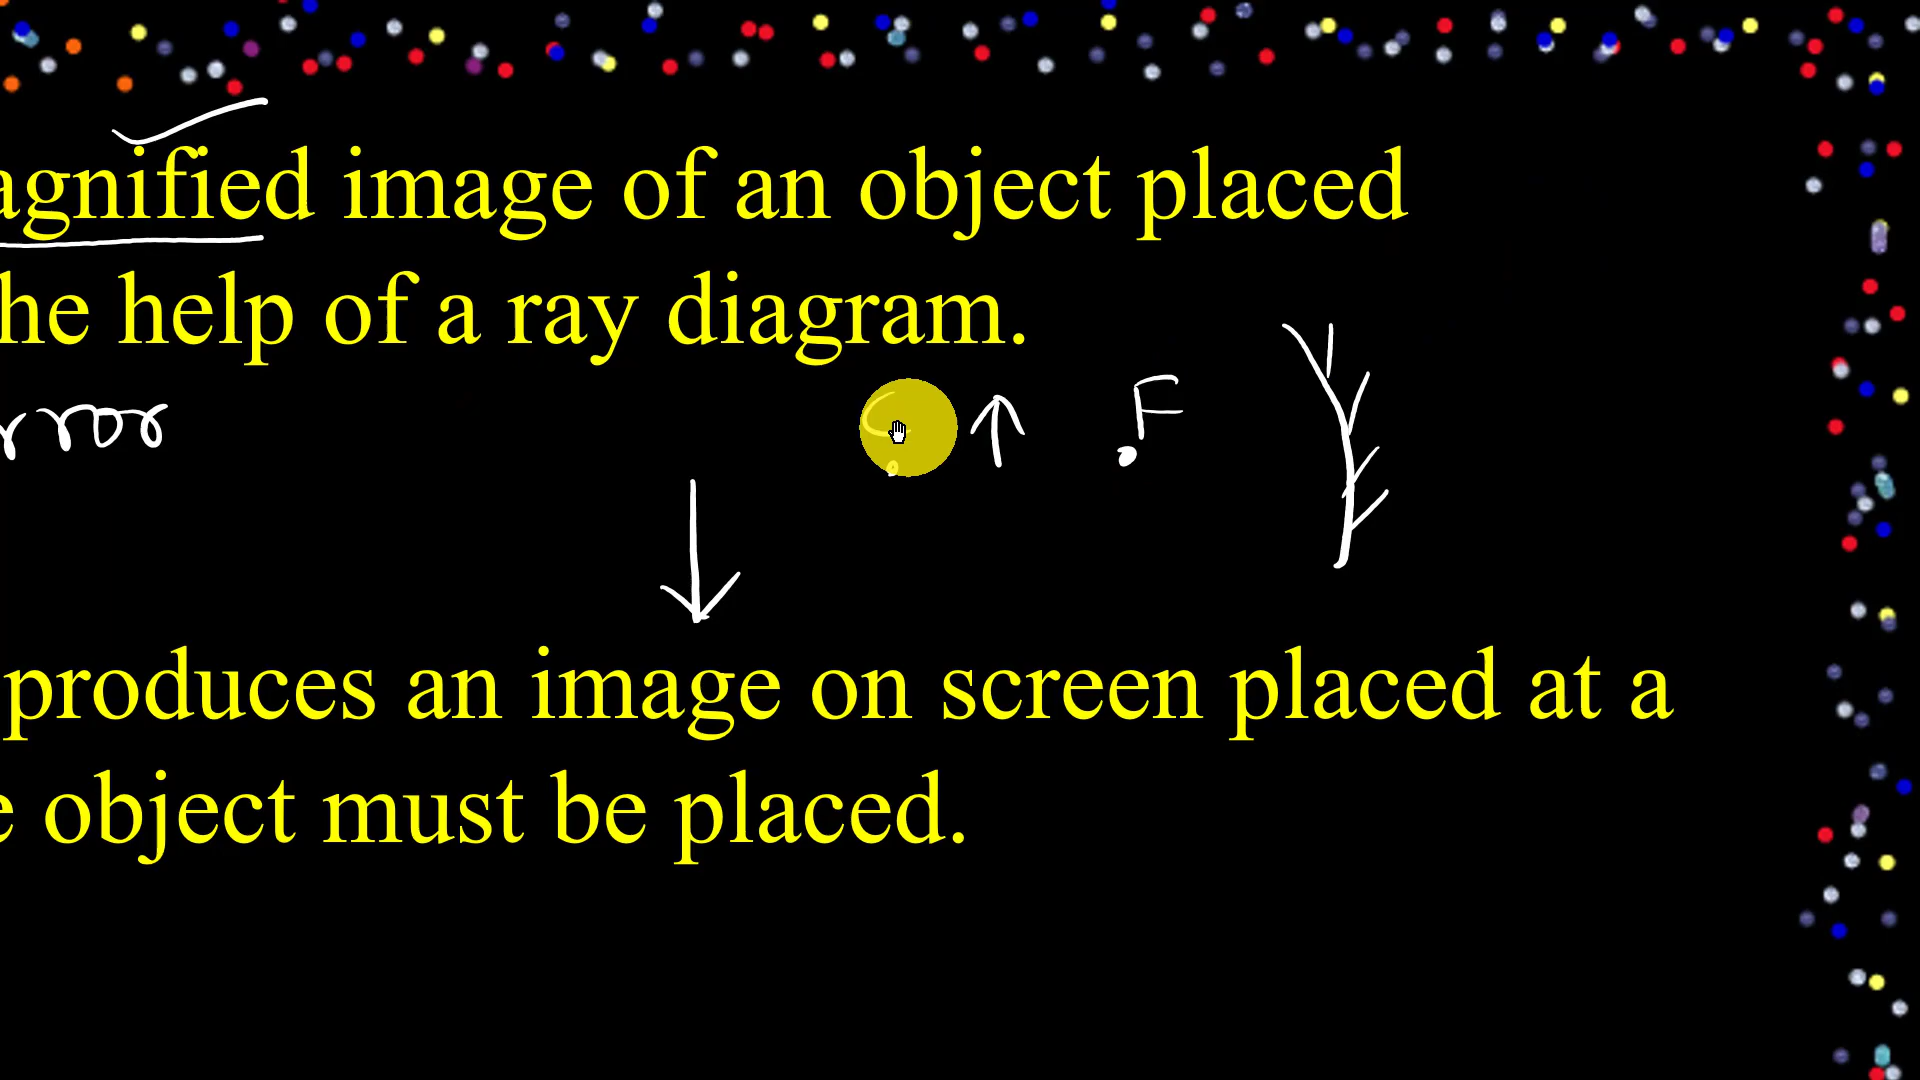 agnified image of an object placed
he help of a ray diagram.
rror
C F
produces an image on screen placed at a
e object must be placed.